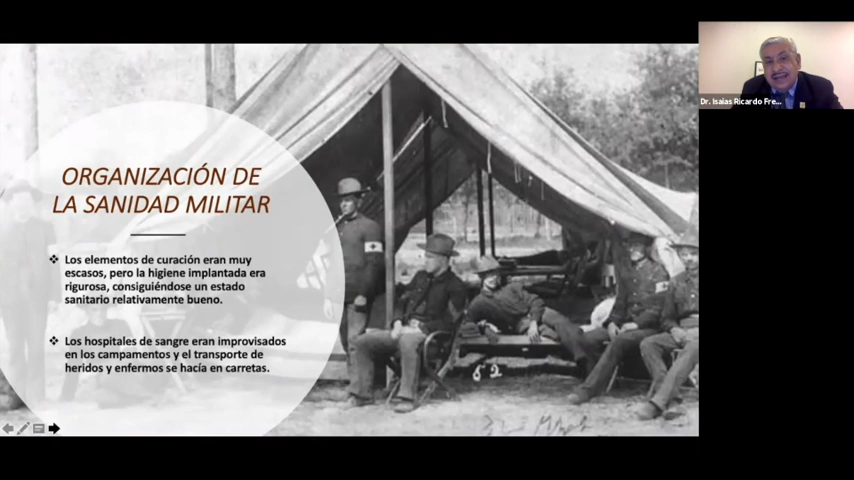 ORGANIZACIÓN DE
LA SANIDAD MILITAR
❖ Los elementos de curación eran muy
escasos, pero la higiene implantada era
rigurosa, consiguiéndose un estado
sanitario relativamente bueno.
❖ Los hospitales de sangre eran improvisados
en los campamentos y el transporte de
heridos y enfermos se hacía en carretas.
Dr. Isaias Ricardo Fre...
62